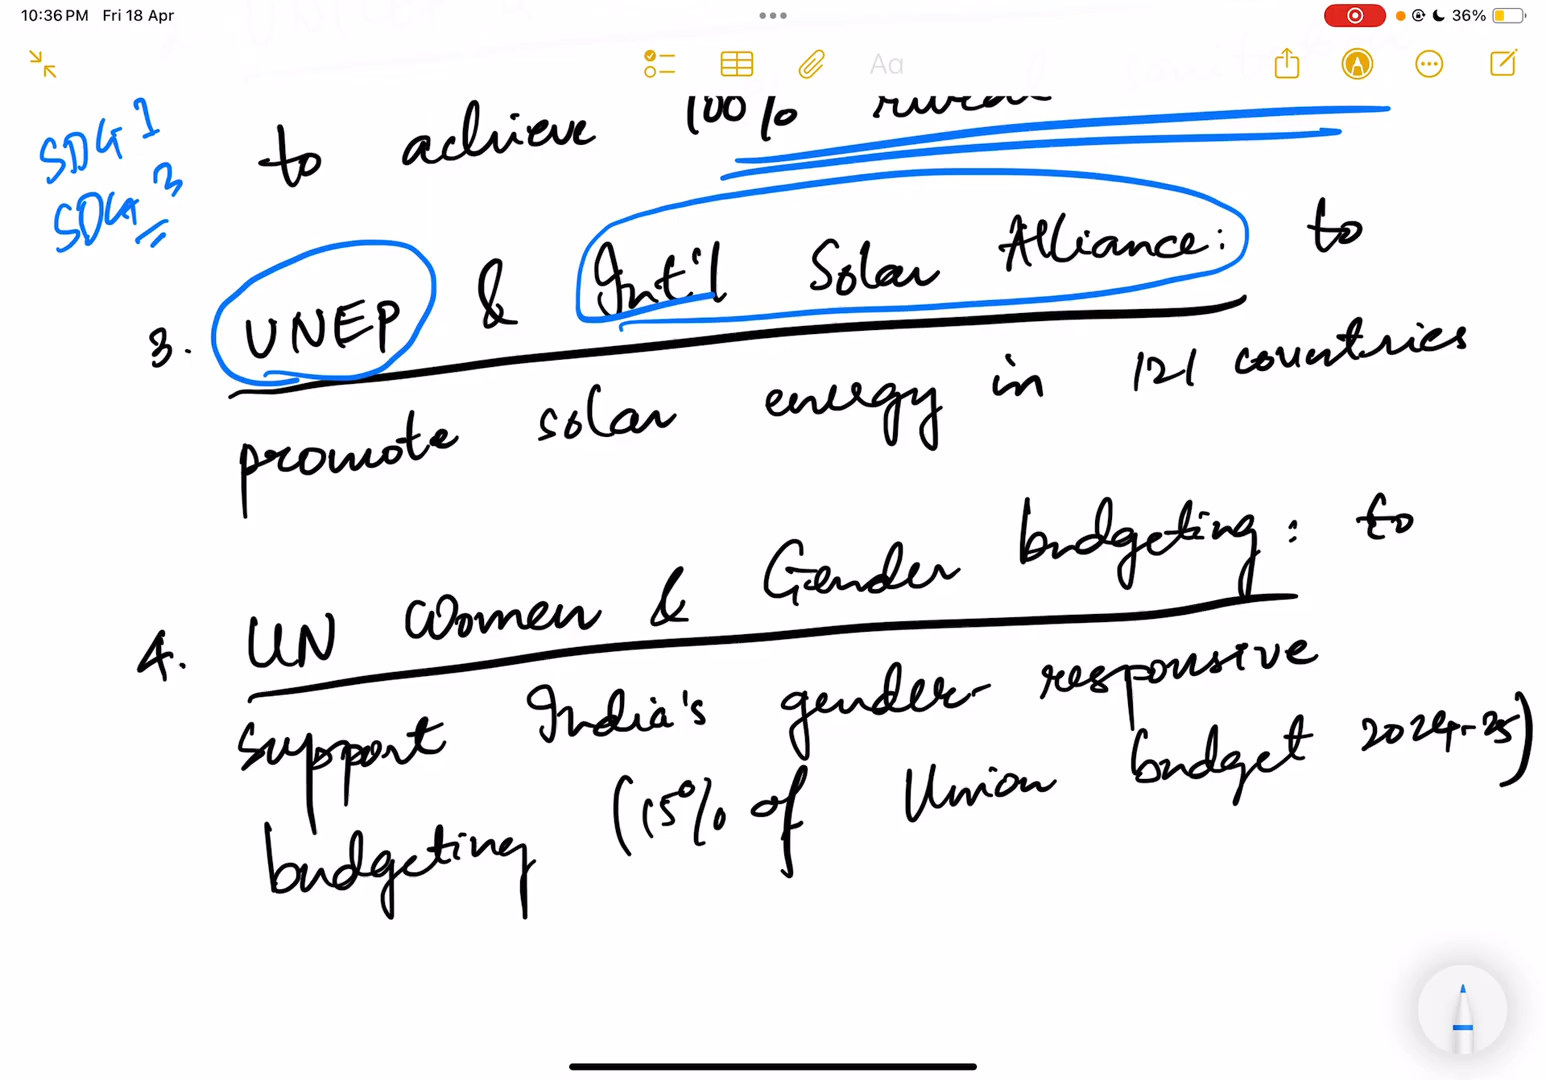 10:36 PM Fri 18 Apr
36%
Aa
SDG 1
SDG 3
to achieve 100%
3. UNEP & Int'l Solar Alliance: to
promote solar energy in 121 countries
4. UN Women & Gender budgeting: to
support India's gender-responsive
budgeting (15% of Union budget 2024-25)